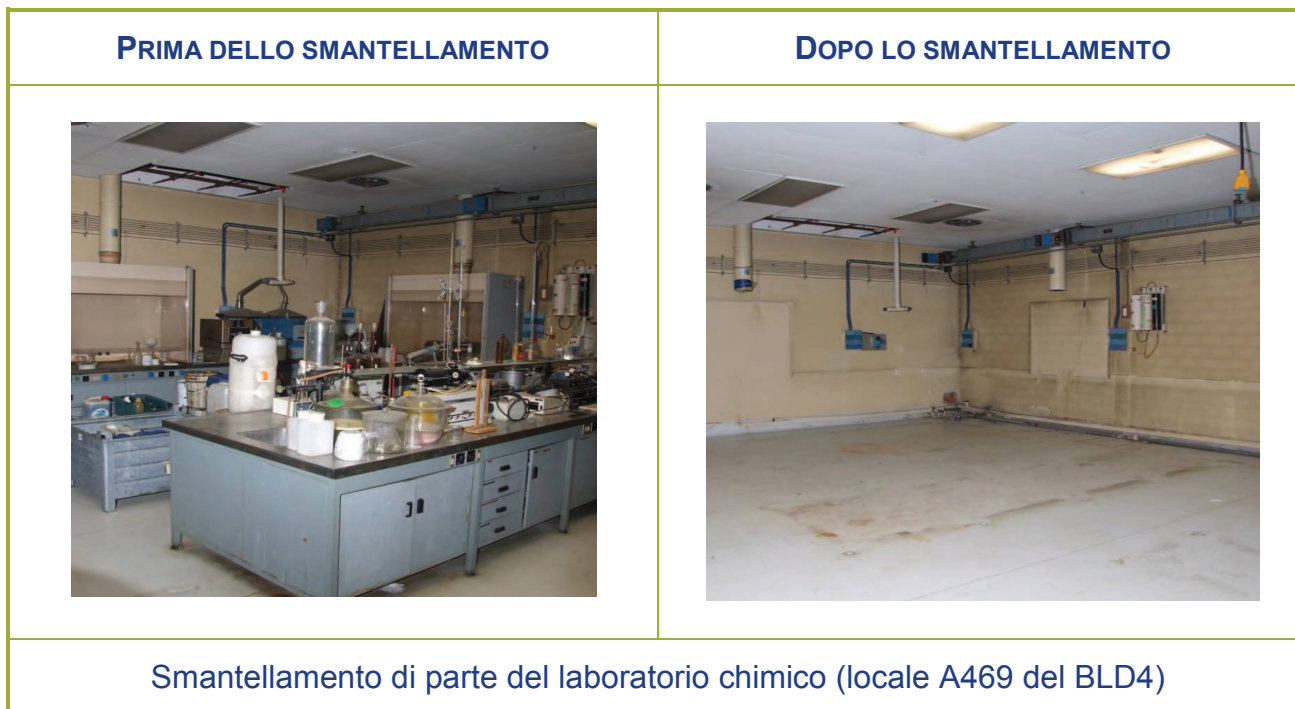 PRIMA DELLO SMANTELLAMENTO
DOPO LO SMANTELLAMENTO
Smantellamento di parte del laboratorio chimico (locale A469 del BLD4)